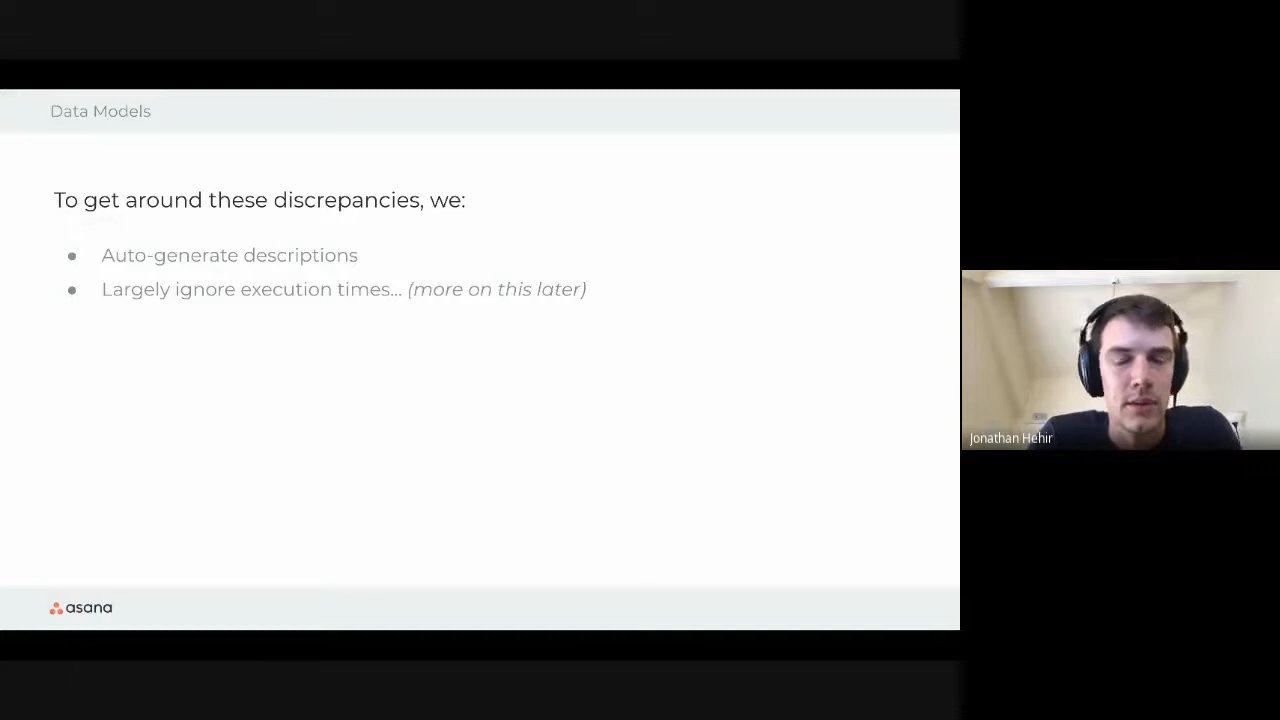 Data Models
To get around these discrepancies, we:
● Auto-generate descriptions
● Largely ignore execution times... (more on this later)
asana
Jonathan Hehir